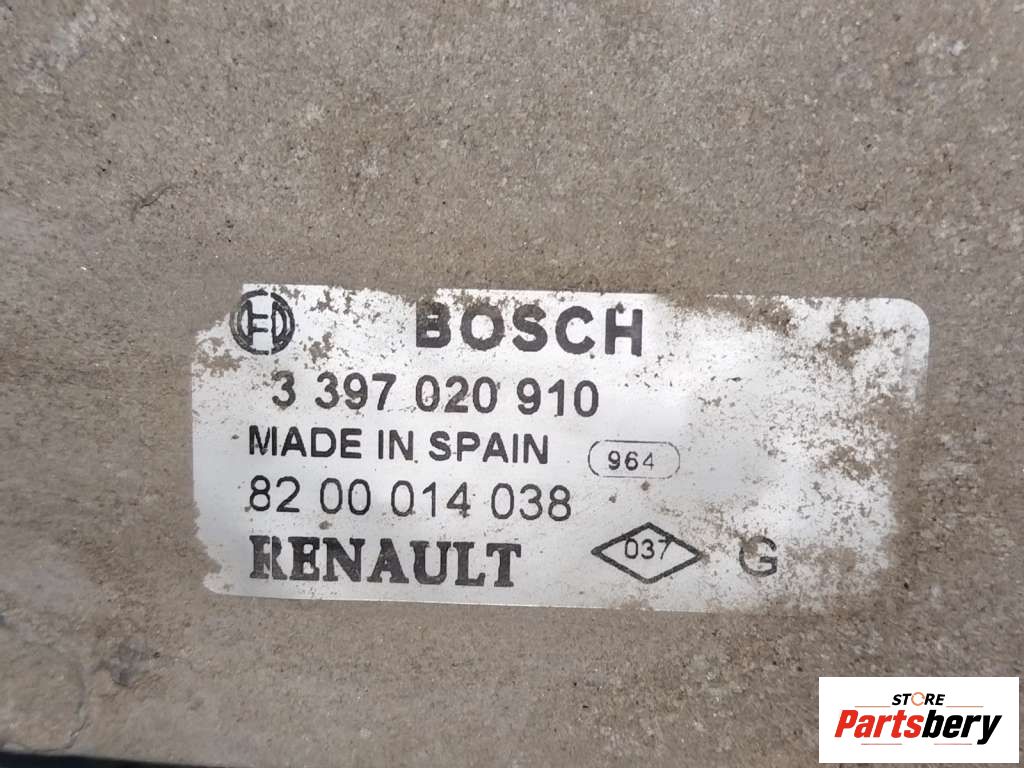 BOSCH
3 397 020 910
MADE IN SPAIN 964
82 00 014 038
RENAULT 037 G
STORE
Partsbery